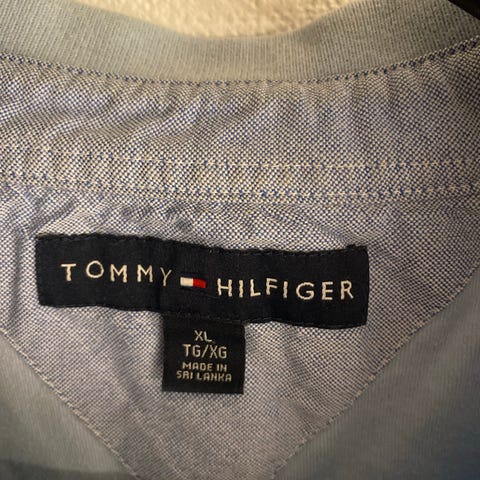 TOMMY HILFIGER
XL
TG/XG
MADE IN
SRI LANKA